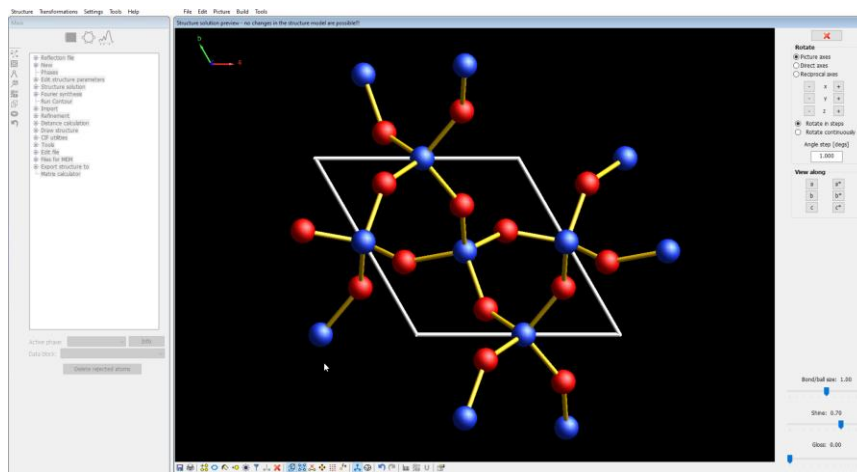 Structure Transformations Settings Tools Help
File Edit Picture Build Tools
Structure solution preview - no changes in the structure model are possible!!!
Reflection file
New
Phases
Edit structure parameters
Structure solution
Fourier synthesis
Run Contour
Import
Refinement
Distance calculation
Draw structure
CIF utilities
Tools
Edit file
Files for MEM
Export structure to
Matrix calculator
Active phase:
Data block:
Delete rejected atoms
Rotate
Picture axes
Direct axes
Reciprocal axes
- x +
- y +
- z +
Rotate in steps
Rotate continuously
Angle step [degs]
1.000
View along:
a a*
b b*
c c*
Bond/ball size: 1.00
Shine: 0.70
Gloss: 0.00